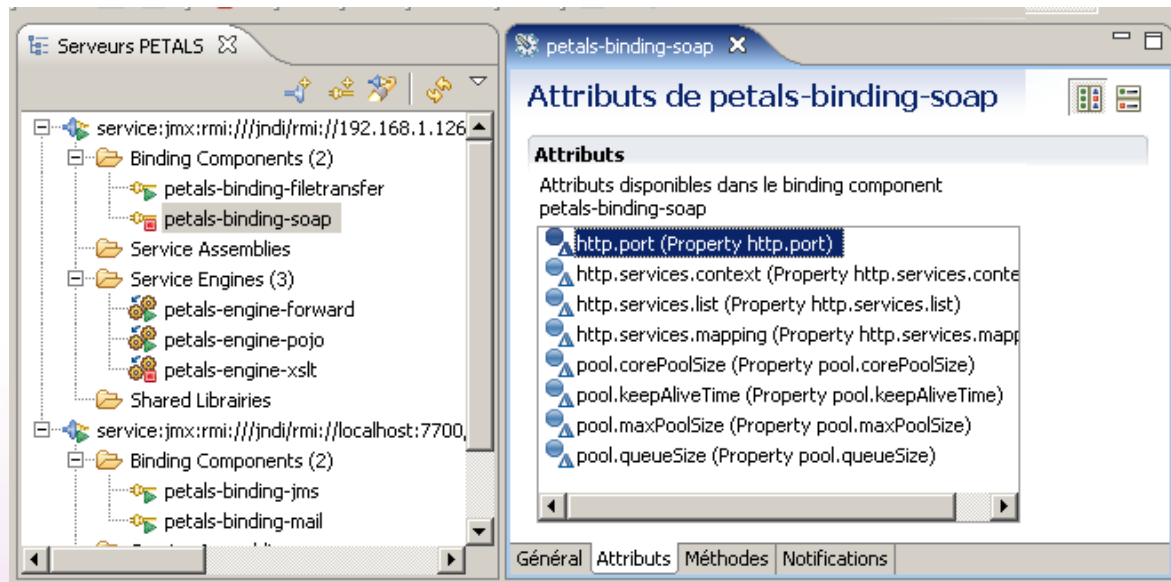 Serveurs PETALS
service:jmx:rmi:///jndi/rmi://192.168.1.126
Binding Components (2)
petals-binding-filetransfer
petals-binding-soap
Service Assemblies
Service Engines (3)
petals-engine-forward
petals-engine-pojo
petals-engine-xslt
Shared Librairies
service:jmx:rmi:///jndi/rmi://localhost:7700,
Binding Components (2)
petals-binding-jms
petals-binding-mail
petals-binding-soap
Attributs de petals-binding-soap
Attributs
Attributs disponibles dans le binding component
petals-binding-soap
http.port (Property http.port)
http.services.context (Property http.services.conte
http.services.list (Property http.services.list)
http.services.mapping (Property http.services.mapp
pool.corePoolSize (Property pool.corePoolSize)
pool.keepAliveTime (Property pool.keepAliveTime)
pool.maxPoolSize (Property pool.maxPoolSize)
pool.queueSize (Property pool.queueSize)
Général Attributs Méthodes Notifications